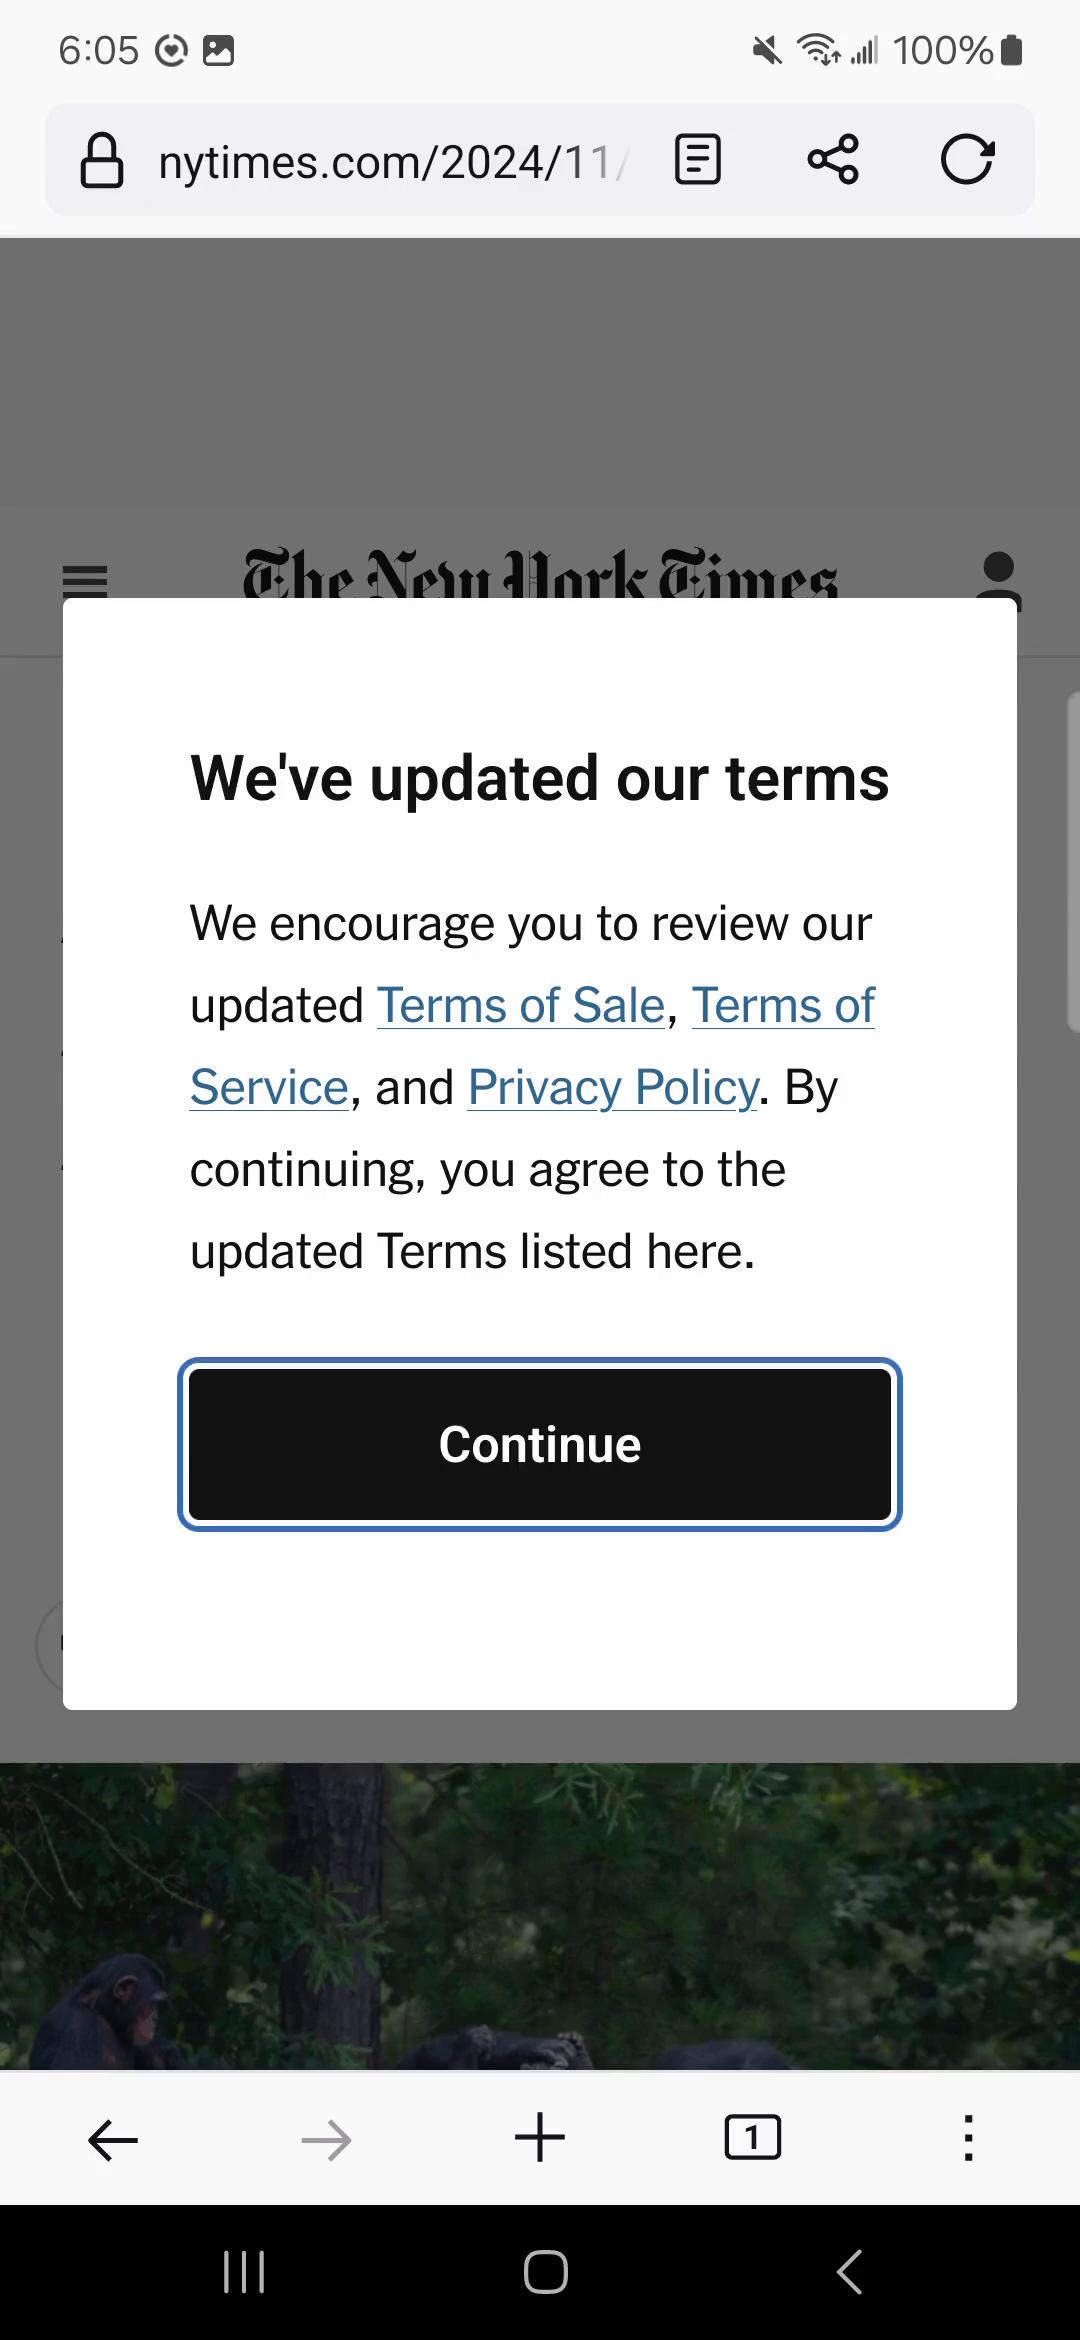 6:05 100%
nytimes.com/2024/11/
The New York Times
We've updated our terms
We encourage you to review our
updated Terms of Sale, Terms of
Service, and Privacy Policy. By
continuing, you agree to the
updated Terms listed here.
Continue
1